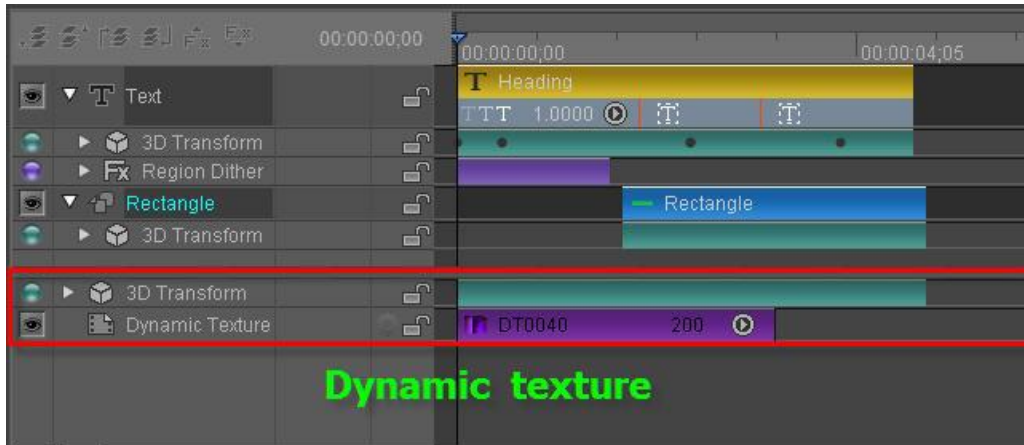 00:00:00;00
00:00:00;00 00:00:04;05
T Heading
T Text
TTT 1.0000 T T
3D Transform
Fx Region Dither
Rectangle Rectangle
3D Transform
3D Transform
Dynamic Texture DT0040 200
Dynamic texture